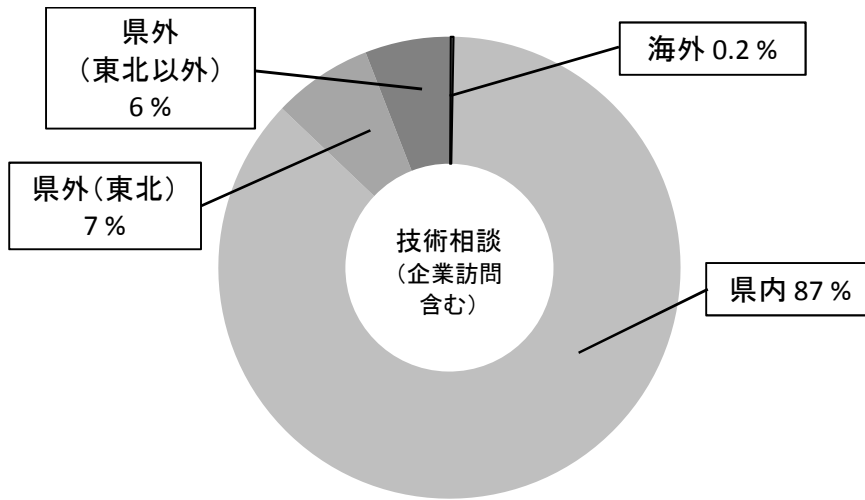 県外
（東北以外）
6 %
海外 0.2 %
県外（東北）
7 %
技術相談
（企業訪問
含む）
県内 87 %